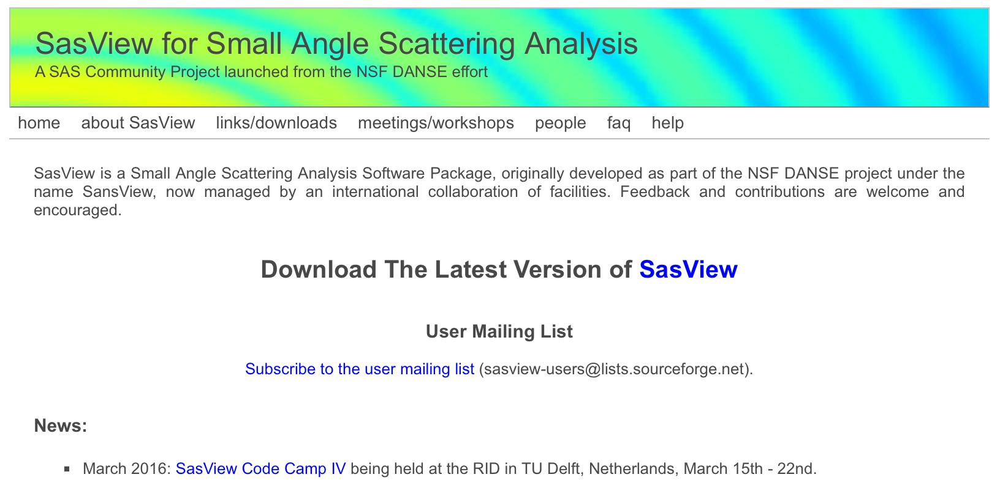 SasView for Small Angle Scattering Analysis
A SAS Community Project launched from the NSF DANSE effort
home about SasView links/downloads meetings/workshops people faq help
SasView is a Small Angle Scattering Analysis Software Package, originally developed as part of the NSF DANSE project under the
name SansView, now managed by an international collaboration of facilities. Feedback and contributions are welcome and
encouraged.
Download The Latest Version of SasView
User Mailing List
Subscribe to the user mailing list (sasview-users@lists.sourceforge.net).
News:
▪ March 2016: SasView Code Camp IV being held at the RID in TU Delft, Netherlands, March 15th - 22nd.